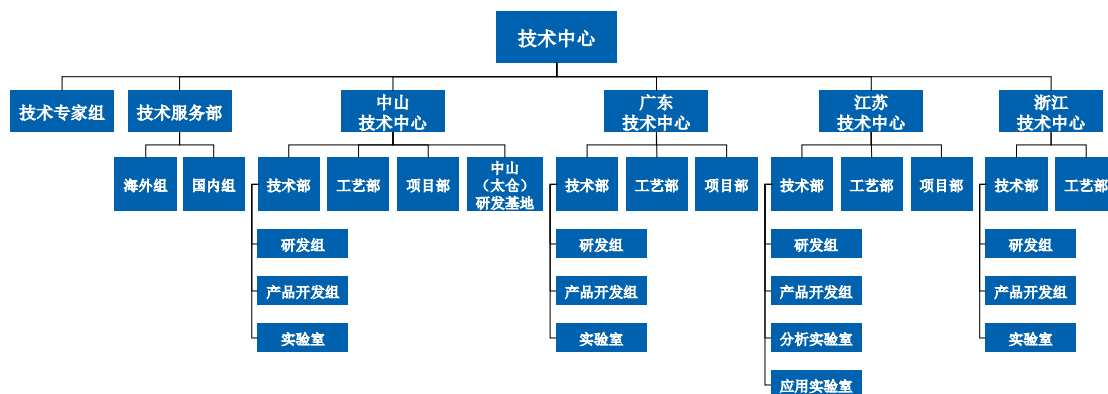 技术中心
技术专家组
技术服务部
中山
技术中心
广东
技术中心
江苏
技术中心
浙江
技术中心
海外组
国内组
技术部
工艺部
项目部
中山
（太仓）
研发基地
技术部
工艺部
项目部
技术部
工艺部
项目部
技术部
工艺部
研发组
研发组
研发组
研发组
产品开发组
产品开发组
产品开发组
产品开发组
实验室
实验室
分析实验室
实验室
应用实验室